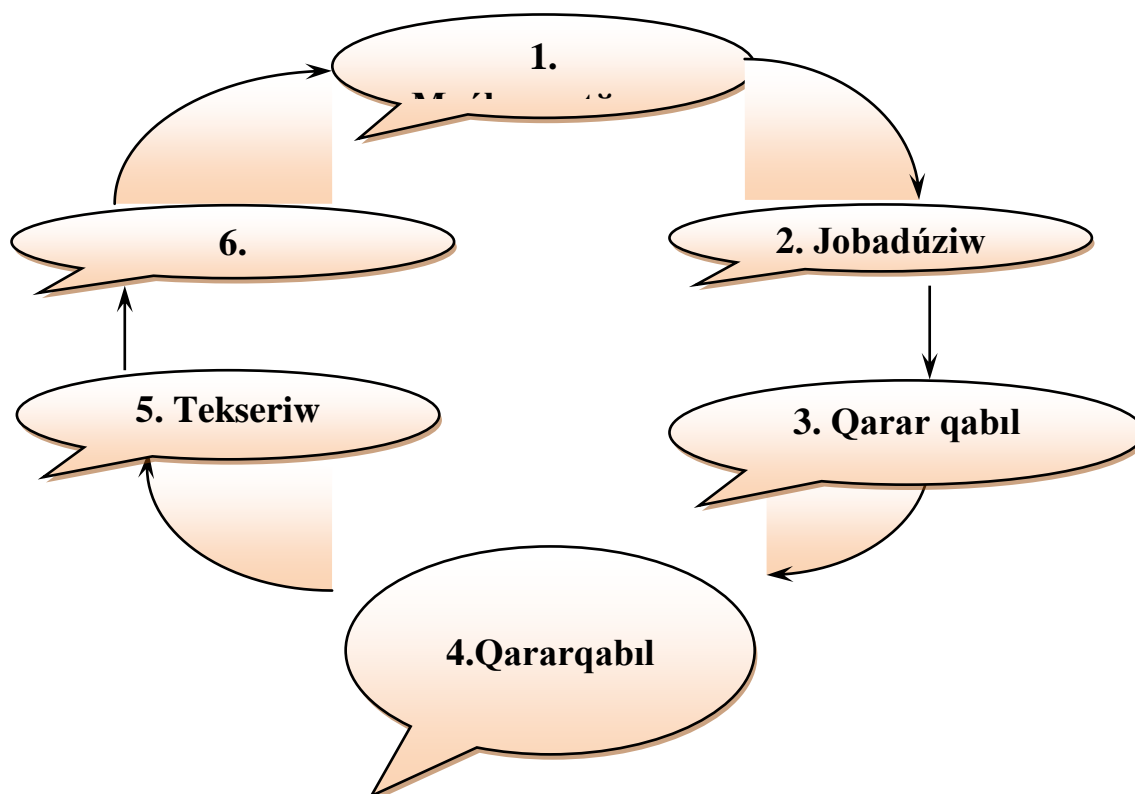 1.
2. Jobadúziw
3. Qarar qabıl
4.Qararqabıl
5. Tekseriw
6.